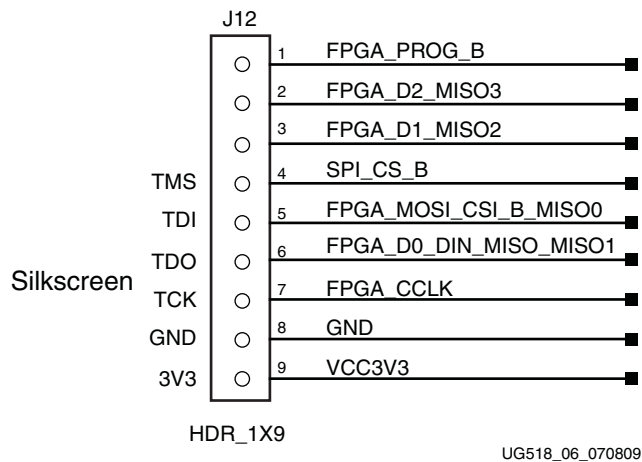 J12
1 FPGA_PROG_B
2 FPGA_D2_MISO3
3 FPGA_D1_MISO2
TMS 4 SPI_CS_B
TDI 5 FPGA_MOSI_CSI_B_MISO0
TDO 6 FPGA_D0_DIN_MISO_MISO1
Silkscreen
TCK 7 FPGA_CCLK
GND 8 GND
3V3 9 VCC3V3
HDR_1X9
UG518_06_070809